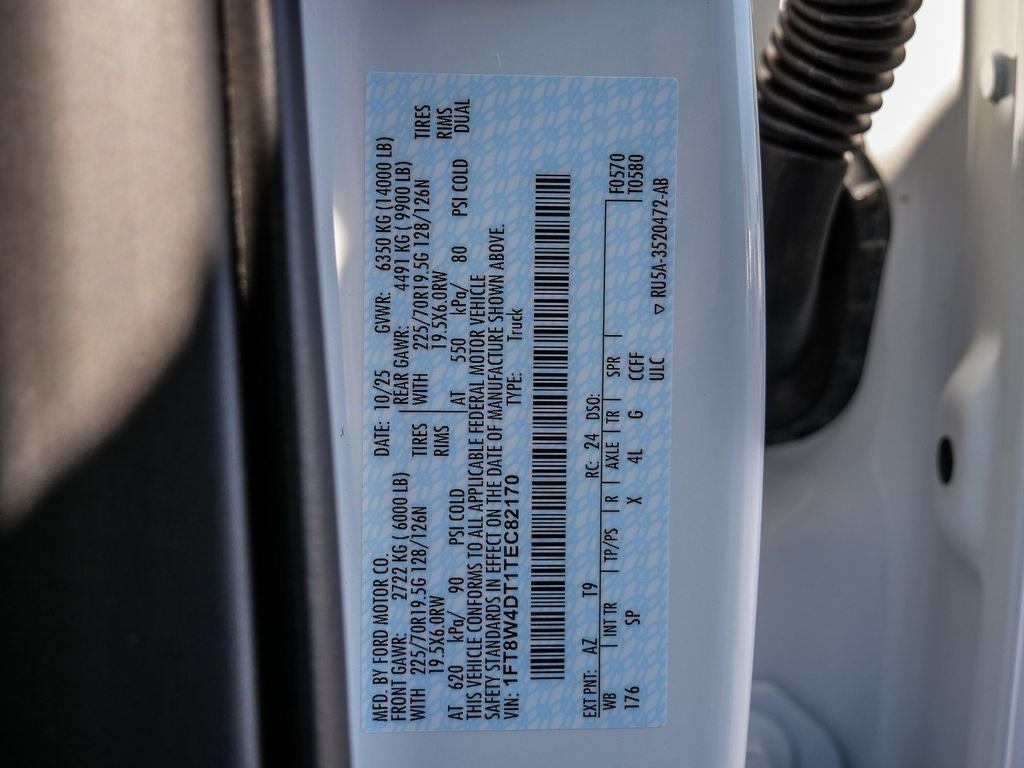 MFD. BY FORD MOTOR CO. DATE: 10/25 GVWR: 6350 KG (14000 LB)
FRONT GAWR: 2722 KG ( 6000 LB) REAR GAWR: 4491 KG ( 9900 LB)
WITH 225/70R19.5G 128/126N TIRES WITH 225/70R19.5G 128/126N TIRES
19.5X6.0RW RIMS 19.5X6.0RW RIMS
AT 620 kPa/ 90 PSI COLD AT 550 kPa/ 80 PSI COLD DUAL
THIS VEHICLE CONFORMS TO ALL APPLICABLE FEDERAL MOTOR VEHICLE
SAFETY STANDARDS IN EFFECT ON THE DATE OF MANUFACTURE SHOWN ABOVE.
VIN: 1FT8W4DT1TEC82170 TYPE: Truck
EXT PNT: AZ T9 RC: 24 DSO:
WB INT TR TP/PS R AXLE TR SPR F0570
176 SP X 4L G CCFF T0580
ULC ▽ RU5A-3520472-AB